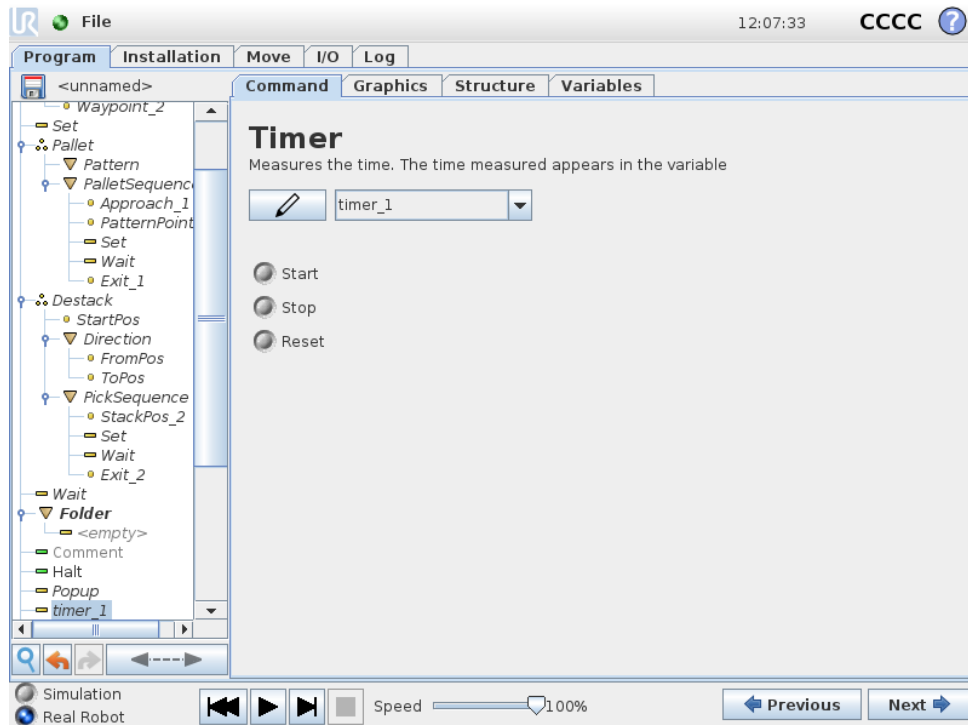 UR File 12:07:33 CCCC ?
Program Installation Move I/O Log
<unnamed> Command Graphics Structure Variables
Waypoint_2
Set
Pallet
Pattern
PalletSequenc
Approach_1
PatternPoint
Set
Wait
Exit_1
Destack
StartPos
Direction
FromPos
ToPos
PickSequence
StackPos_2
Set
Wait
Exit_2
Wait
Folder
<empty>
Comment
Halt
Popup
timer_1
Timer
Measures the time. The time measured appears in the variable
timer_1
Start
Stop
Reset
Simulation
Real Robot
Speed 100%
Previous Next